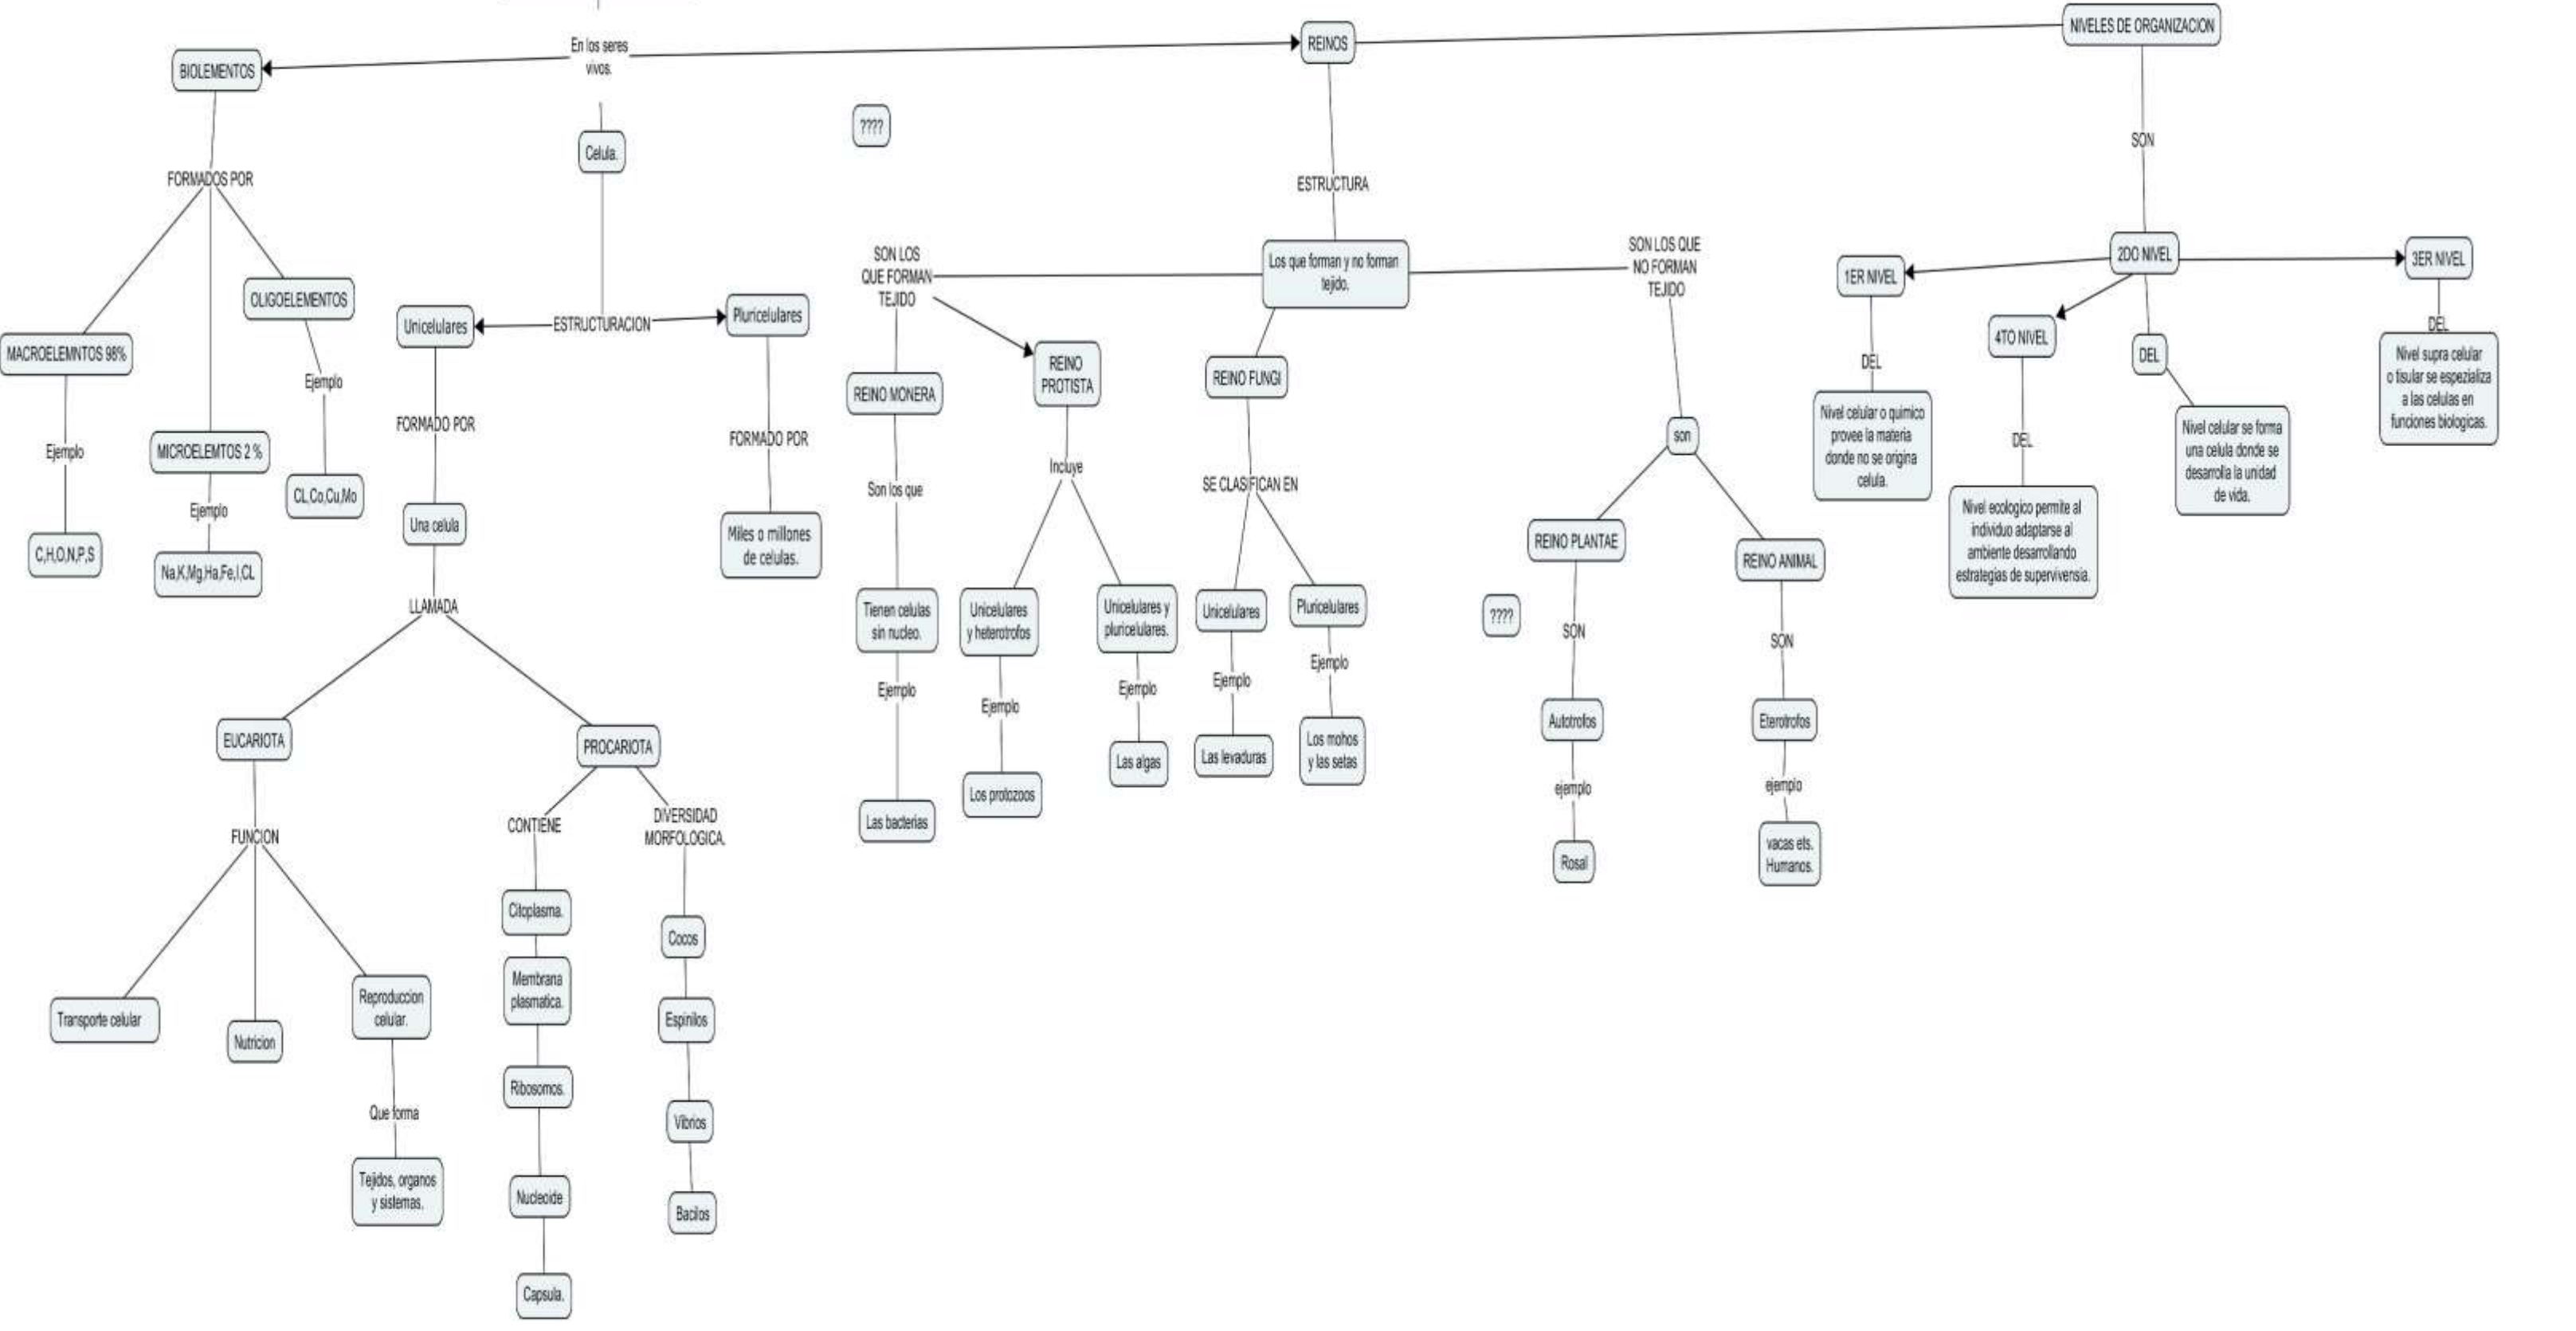 NIVELES DE ORGANIZACION
REINOS
En los seres
vivos.
BIOLEMENTOS
????
Celula.
SON
FORMADOS POR
ESTRUCTURA
SON LOS
QUE FORMAN
TEJIDO
Los que forman y no forman
tejido.
SON LOS QUE
NO FORMAN
TEJIDO
1ER NIVEL
2DO NIVEL
3ER NIVEL
OLIGOELEMENTOS
Unicelulares
ESTRUCTURACION
Pluricelulares
4TO NIVEL
DEL
DEL
MACROELEMNTOS 98%
Ejemplo
REINO MONERA
REINO
PROTISTA
REINO FUNGI
DEL
Nivel supra celular
o tisular se espezializa
a las celulas en
funciones biologicas.
FORMADO POR
FORMADO POR
son
Nivel celular o quimico
provee la materia
donde no se origina
celula.
DEL
Nivel celular se forma
una celula donde se
desarrolla la unidad
de vida.
Ejemplo
MICROELEMTOS 2 %
CL,Co,Cu,Mo
Son los que
Incluye
SE CLASIFICAN EN
Ejemplo
Una celula
Miles o millones
de celulas.
REINO PLANTAE
REINO ANIMAL
Nivel ecologico permite al
individuo adaptarse al
ambiente desarrollando
estrategias de supervivensia.
C,H,O,N,P,S
Na,K,Mg,Ha,Fe,I,CL
LLAMADA
Tienen celulas
sin nucleo.
Unicelulares
y heterotrofos
Unicelulares y
pluricelulares.
Unicelulares
Pluricelulares
????
SON
SON
Ejemplo
Ejemplo
Ejemplo
Ejemplo
Ejemplo
EUCARIOTA
PROCARIOTA
Autotrofos
Eterotrofos
Las bacterias
Los protozoos
Las algas
Las levaduras
Los mohos
y las setas
ejemplo
ejemplo
FUNCION
CONTIENE
DIVERSIDAD
MORFOLOGICA.
Rosal
vacas ets.
Humanos.
Citoplasma.
Cocos
Transporte celular
Nutricion
Reproduccion
celular.
Membrana
plasmatica.
Espirilos
Ribosomos.
Vibrios
Que forma
Tejidos, organos
y sistemas.
Nucleoide
Bacilos
Capsula.